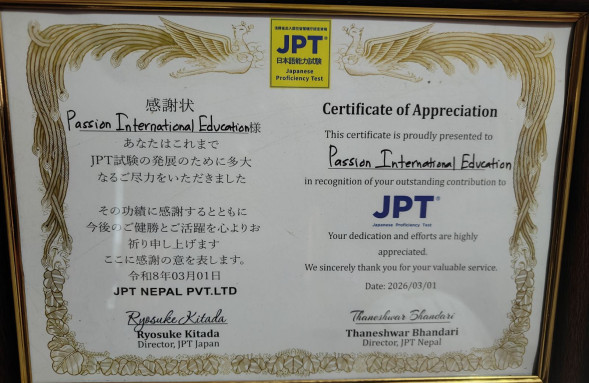 JPT®
日本語能力試験
Japanese
Proficiency Test
感謝状
Passion International Education様
あなたはこれまで
JPT試験の発展のために多大
なるご尽力をいただきました
その功績に感謝するとともに
今後のご健勝とご活躍を心よりお
祈り申し上げます
ここに感謝の意を表します。
令和8年03月01日
JPT NEPAL PVT.LTD
Ryosuke Kitada
Ryosuke Kitada
Director, JPT Japan
Certificate of Appreciation
This certificate is proudly presented to
Passion International Education
in recognition of your outstanding contribution to
JPT®
Japanese Proficiency Test
Your dedication and efforts are highly
appreciated.
We sincerely thank you for your valuable service.
Date: 2026/03/01
Thaneshwar Bhandari
Thaneshwar Bhandari
Director, JPT Nepal